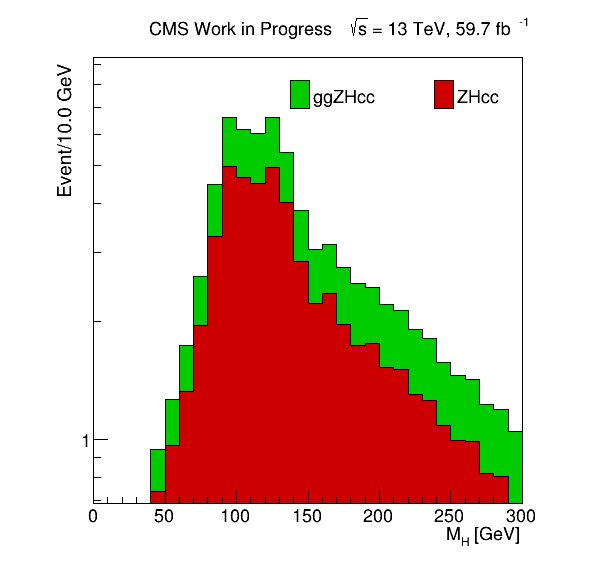 CMS Work in Progress √s = 13 TeV, 59.7 fb⁻¹
Event/10.0 GeV
ggZHcc ZHcc
1
0 50 100 150 200 250 300
M_H [GeV]